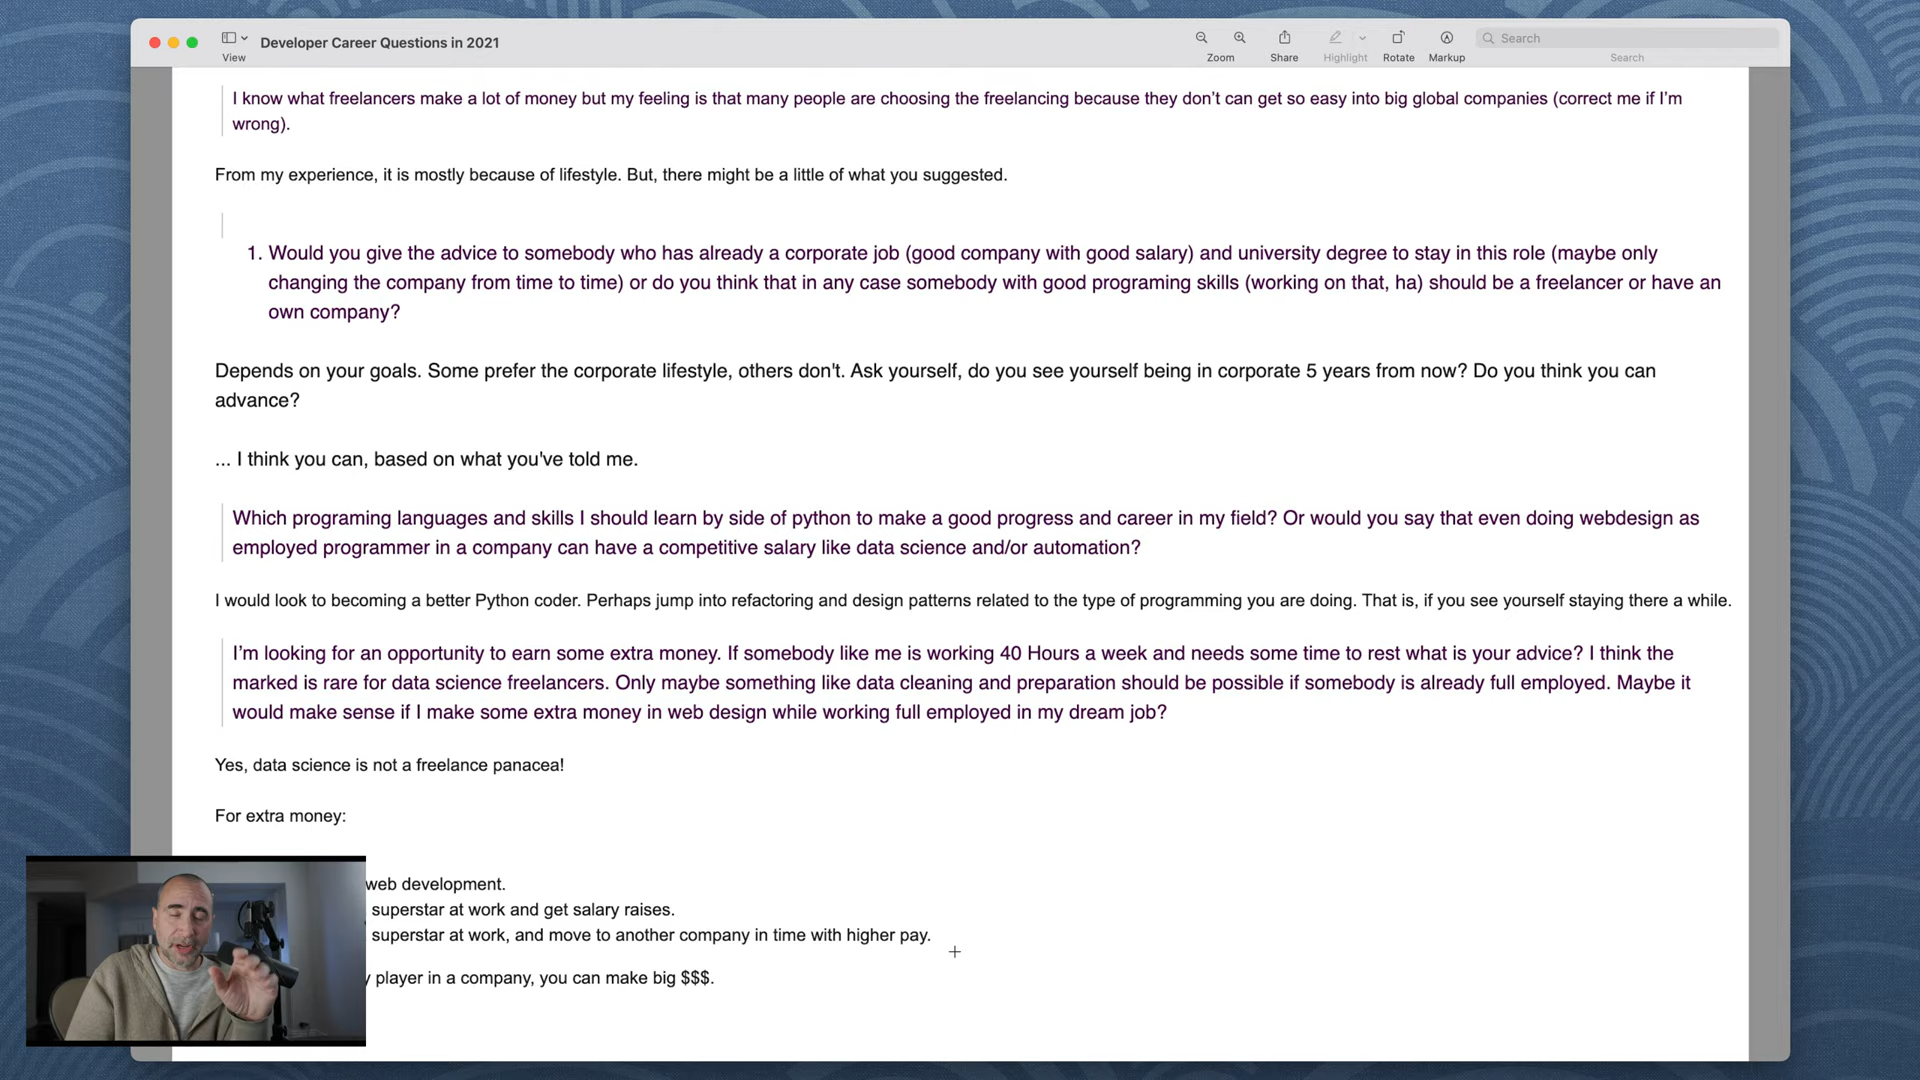 Developer Career Questions in 2021
View
Zoom
Share
Highlight
Rotate
Markup
Search
Search
I know what freelancers make a lot of money but my feeling is that many people are choosing the freelancing because they don’t can get so easy into big global companies (correct me if I’m
wrong).
From my experience, it is mostly because of lifestyle. But, there might be a little of what you suggested.
1. Would you give the advice to somebody who has already a corporate job (good company with good salary) and university degree to stay in this role (maybe only
changing the company from time to time) or do you think that in any case somebody with good programing skills (working on that, ha) should be a freelancer or have an
own company?
Depends on your goals. Some prefer the corporate lifestyle, others don't. Ask yourself, do you see yourself being in corporate 5 years from now? Do you think you can
advance?
... I think you can, based on what you've told me.
Which programing languages and skills I should learn by side of python to make a good progress and career in my field? Or would you say that even doing webdesign as
employed programmer in a company can have a competitive salary like data science and/or automation?
I would look to becoming a better Python coder. Perhaps jump into refactoring and design patterns related to the type of programming you are doing. That is, if you see yourself staying there a while.
I’m looking for an opportunity to earn some extra money. If somebody like me is working 40 Hours a week and needs some time to rest what is your advice? I think the
marked is rare for data science freelancers. Only maybe something like data cleaning and preparation should be possible if somebody is already full employed. Maybe it
would make sense if I make some extra money in web design while working full employed in my dream job?
Yes, data science is not a freelance panacea!
For extra money:
web development.
superstar at work and get salary raises.
superstar at work, and move to another company in time with higher pay.
player in a company, you can make big $$$.